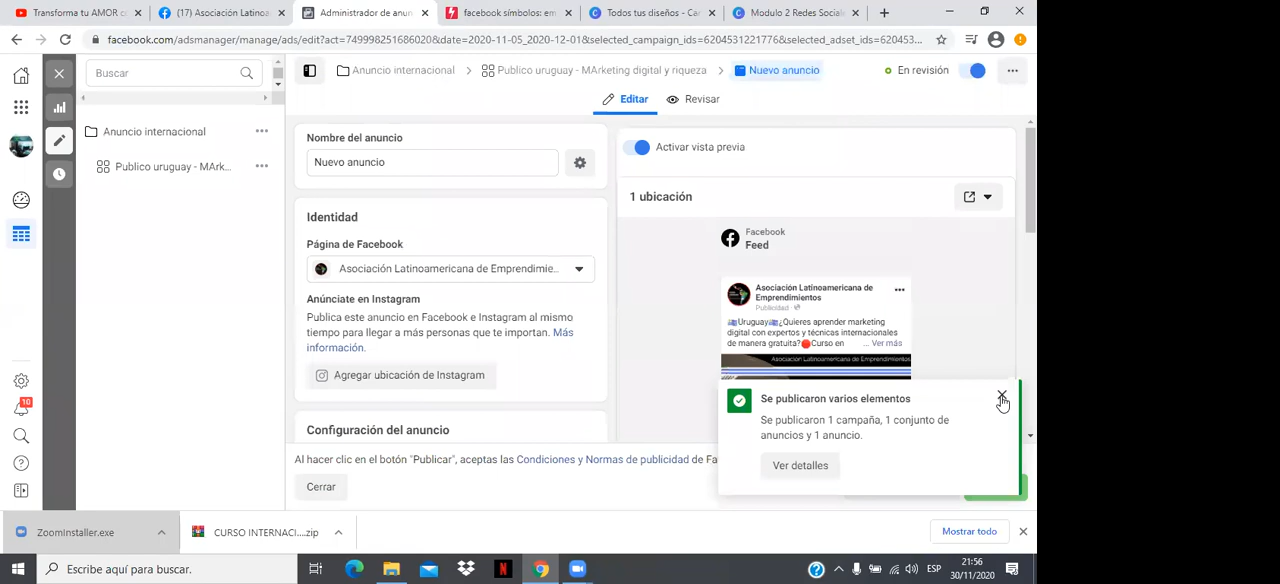 Transforma tu AMOR c
(17) Asociación Latinoa
Administrador de anun
facebook símbolos: em
Todos tus diseños - Ca
Modulo 2 Redes Sociale
facebook.com/adsmanager/manage/ads/edit?act=749998251686020&date=2020-11-05_2020-12-01&selected_campaign_ids=6204531221776&selected_adset_ids=620453...
Buscar
Anuncio internacional
Publico uruguay - MArk...
Anuncio internacional
Publico uruguay - MArketing digital y riqueza
Nuevo anuncio
En revisión
Editar
Revisar
Nombre del anuncio
Nuevo anuncio
Identidad
Página de Facebook
Asociación Latinoamericana de Emprendimie...
Anúnciate en Instagram
Publica este anuncio en Facebook e Instagram al mismo
tiempo para llegar a más personas que te importan. Más
información.
Agregar ubicación de Instagram
Configuración del anuncio
Activar vista previa
1 ubicación
Facebook
Feed
Asociación Latinoamericana de
Emprendimientos
Publicidad
Uruguay ¿Quieres aprender marketing
digital con expertos y técnicas internacionales
de manera gratuita? Curso en ... Ver más
Asociación Latinoamericana de Emprendimientos
Se publicaron varios elementos
Se publicaron 1 campaña, 1 conjunto de
anuncios y 1 anuncio.
Ver detalles
Al hacer clic en el botón "Publicar", aceptas las Condiciones y Normas de publicidad de Fa
Cerrar
10
ZoomInstaller.exe
CURSO INTERNACI....zip
Mostrar todo
Escribe aquí para buscar.
ESP
21:56
30/11/2020